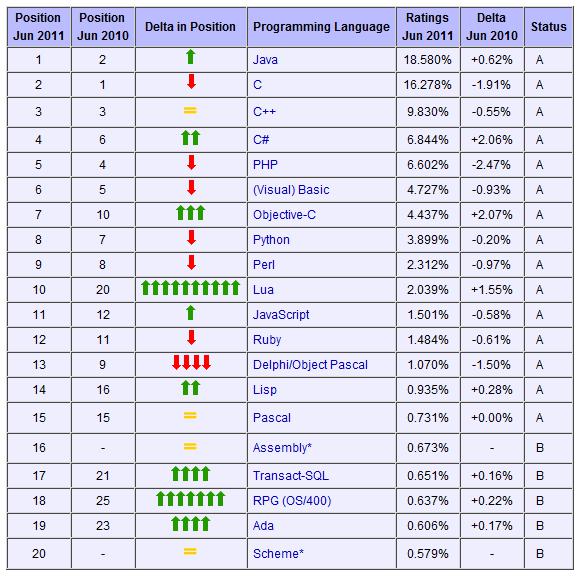 Position Jun 2011 Position Jun 2010 Delta in Position Programming Language Ratings Jun 2011 Delta Jun 2010 Status
1 2 Java 18.580% +0.62% A
2 1 C 16.278% -1.91% A
3 3 = C++ 9.830% -0.55% A
4 6 C# 6.844% +2.06% A
5 4 PHP 6.602% -2.47% A
6 5 (Visual) Basic 4.727% -0.93% A
7 10 Objective-C 4.437% +2.07% A
8 7 Python 3.899% -0.20% A
9 8 Perl 2.312% -0.97% A
10 20 Lua 2.039% +1.55% A
11 12 JavaScript 1.501% -0.58% A
12 11 Ruby 1.484% -0.61% A
13 9 Delphi/Object Pascal 1.070% -1.50% A
14 16 Lisp 0.935% +0.28% A
15 15 = Pascal 0.731% +0.00% A
16 - = Assembly* 0.673% - B
17 21 Transact-SQL 0.651% +0.16% B
18 25 RPG (OS/400) 0.637% +0.22% B
19 23 Ada 0.606% +0.17% B
20 - = Scheme* 0.579% - B